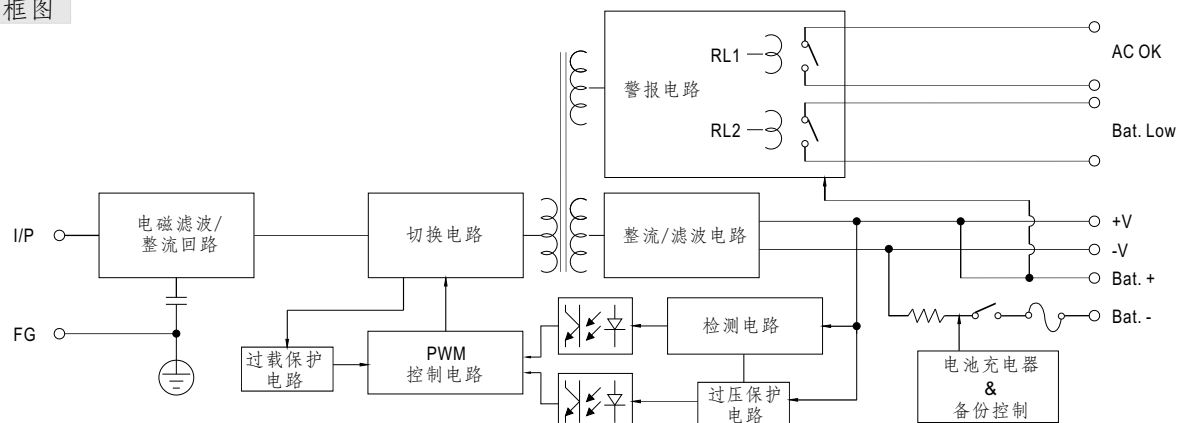 框图
RL1
AC OK
警报电路
RL2
Bat. Low
I/P
电磁滤波/
整流回路
切换电路
整流/滤波电路
+V
-V
Bat. +
Bat. -
FG
检测电路
过载保护
电路
PWM
控制电路
过压保护
电路
电池充电器
&
备份控制